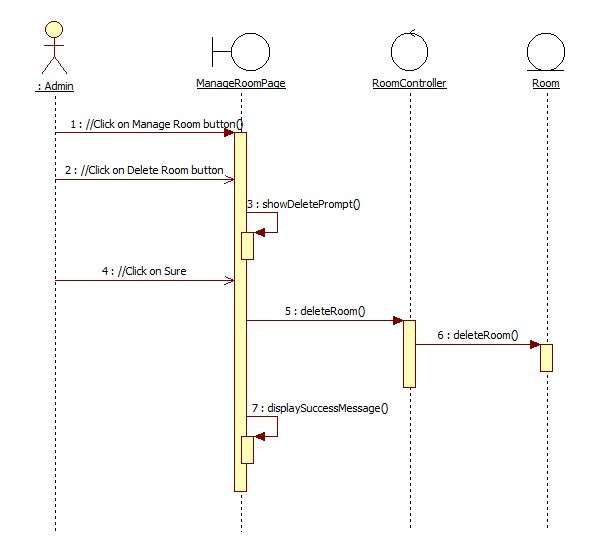 : Admin
ManageRoomPage
RoomController
Room
1 : //Click on Manage Room button()
2 : //Click on Delete Room button
3 : showDeletePrompt()
4 : //Click on Sure
5 : deleteRoom()
6 : deleteRoom()
7 : displaySuccessMessage()